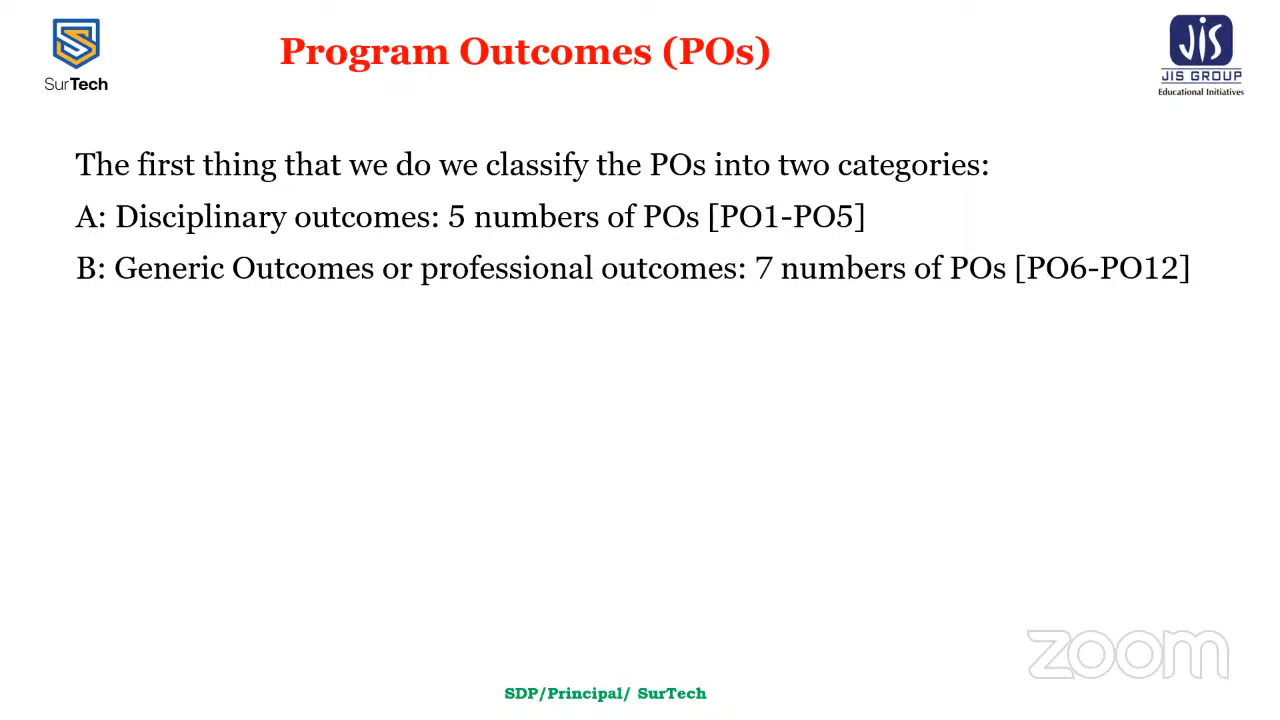 SurTech
Program Outcomes (POs)
JIS
JIS GROUP
Educational Initiatives
The first thing that we do we classify the POs into two categories:
A: Disciplinary outcomes: 5 numbers of POs [PO1-PO5]
B: Generic Outcomes or professional outcomes: 7 numbers of POs [PO6-PO12]
zoom
SDP/Principal/ SurTech